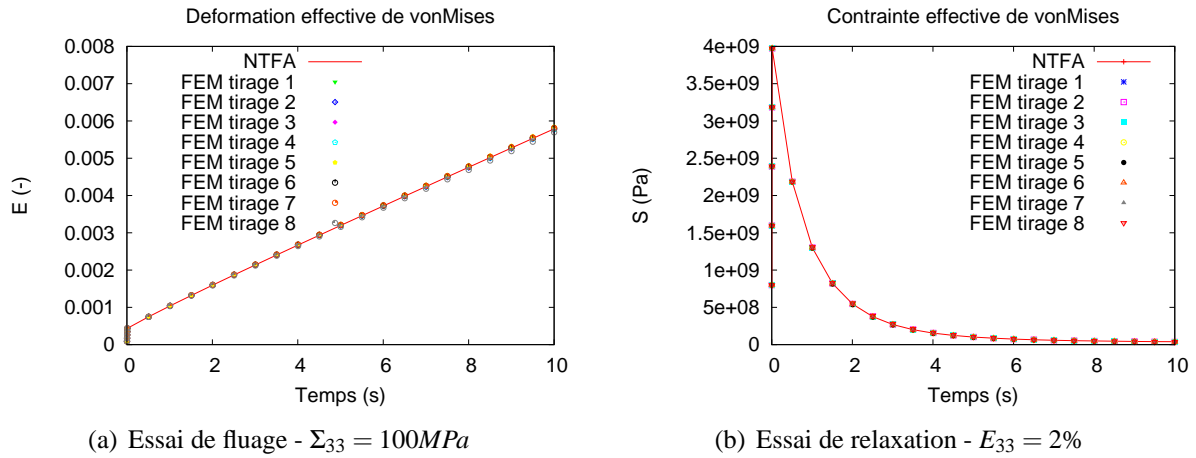 Deformation effective de vonMises
0.008
0.007
0.006
0.005
0.004
0.003
0.002
0.001
0
E (-)
NTFA
FEM tirage 1
FEM tirage 2
FEM tirage 3
FEM tirage 4
FEM tirage 5
FEM tirage 6
FEM tirage 7
FEM tirage 8
0 2 4 6 8 10
Temps (s)
(a) Essai de fluage - Σ33 = 100MPa
Contrainte effective de vonMises
4e+09
3.5e+09
3e+09
2.5e+09
2e+09
1.5e+09
1e+09
5e+08
0
S (Pa)
NTFA
FEM tirage 1
FEM tirage 2
FEM tirage 3
FEM tirage 4
FEM tirage 5
FEM tirage 6
FEM tirage 7
FEM tirage 8
0 2 4 6 8 10
Temps (s)
(b) Essai de relaxation - E33 = 2%